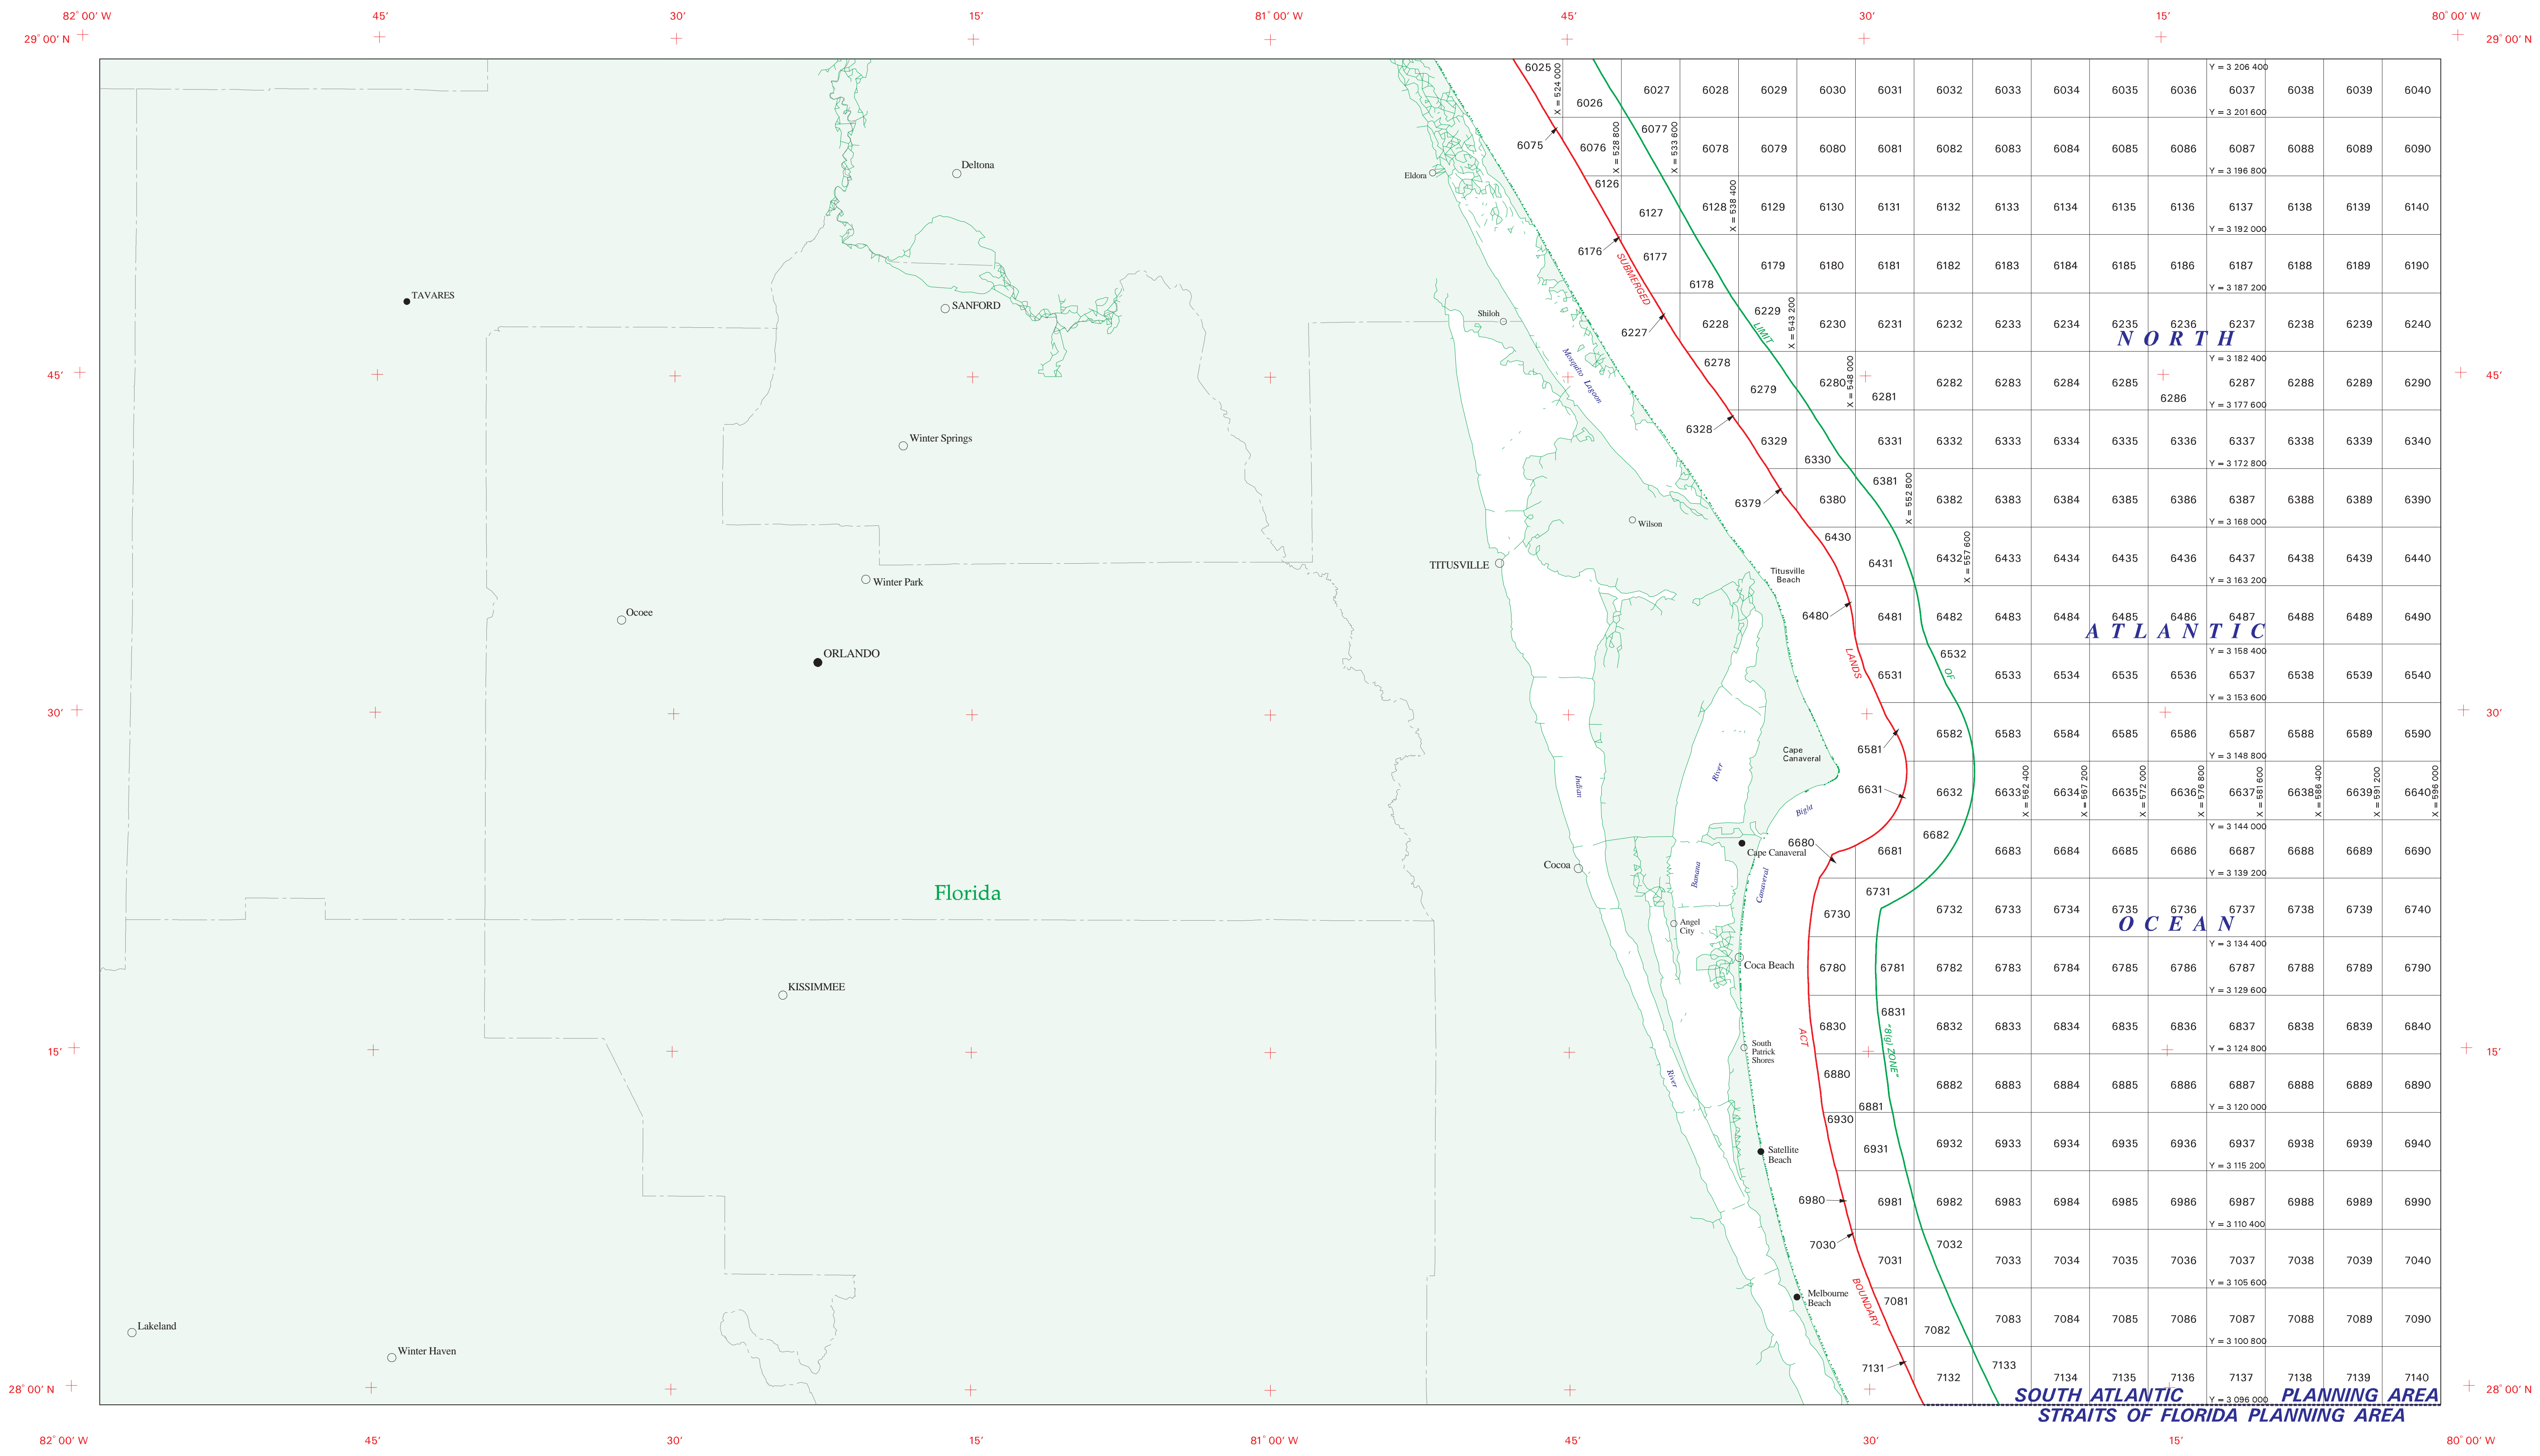 82° 00′ W 45′ 30′ 15′ 81° 00′ W 45′ 30′ 15′ 80° 00′ W
29° 00′ N 29° 00′ N
6025 X = 524 000 6026 6027 6028 6029 6030 6031 6032 6033 6034 6035 6036 Y = 3 206 400 6037 6038 6039 6040
Y = 3 201 600
6075 6076 X = 528 800 6077 X = 533 600 6078 6079 6080 6081 6082 6083 6084 6085 6086 6087 6088 6089 6090
Y = 3 196 800
Deltona
Eldora
6126 6127 6128 X = 538 400 6129 6130 6131 6132 6133 6134 6135 6136 6137 6138 6139 6140
Y = 3 192 000
6176 6177 6178 6179 6180 6181 6182 6183 6184 6185 6186 6187 6188 6189 6190
Y = 3 187 200
SUBMERGED
TAVARES
SANFORD
Shiloh
6227 6228 6229 LIMIT X = 543 200 6230 6231 6232 6233 6234 6235 6236 6237 6238 6239 6240
NORTH
Y = 3 182 400
45′ 45′
Mosquito Lagoon
6278 6279 6280 X = 548 000 6281 6282 6283 6284 6285 6286 6287 6288 6289 6290
Y = 3 177 600
Winter Springs
6328 6329 6330 6331 6332 6333 6334 6335 6336 6337 6338 6339 6340
Y = 3 172 800
6379 6380 6381 X = 552 800 6382 6383 6384 6385 6386 6387 6388 6389 6390
Y = 3 168 000
Wilson
TITUSVILLE
Titusville
Beach
Winter Park
6430 6431 6432 X = 557 600 6433 6434 6435 6436 6437 6438 6439 6440
Y = 3 163 200
Ocoee
6480 6481 6482 6483 6484 6485 6486 6487 6488 6489 6490
ATLANTIC
Y = 3 158 400
ORLANDO
LANDS
6531 6532 OF 6533 6534 6535 6536 6537 6538 6539 6540
Y = 3 153 600
30′ 30′
Cape
Canaveral
6581 6582 6583 6584 6585 6586 6587 6588 6589 6590
Y = 3 148 800
Indian
River
Bight
6631 6632 6633 X = 562 400 6634 X = 567 200 6635 X = 572 000 6636 X = 576 800 6637 X = 581 600 6638 X = 586 400 6639 X = 591 200 6640 X = 596 000
Y = 3 144 000
Cape Canaveral
Cocoa
Banana
Canaveral
6680 6681 6682 6683 6684 6685 6686 6687 6688 6689 6690
Y = 3 139 200
Florida
Angel
City
6730 6731 6732 6733 6734 6735 6736 6737 6738 6739 6740
OCEAN
Y = 3 134 400
Coca Beach
6780 6781 6782 6783 6784 6785 6786 6787 6788 6789 6790
Y = 3 129 600
KISSIMMEE
6830 6831 6832 6833 6834 6835 6836 6837 6838 6839 6840
Y = 3 124 800
ACT
"8(g) ZONE"
15′ 15′
South
Patrick
Shores
River
6880 6881 6882 6883 6884 6885 6886 6887 6888 6889 6890
Y = 3 120 000
6930 6931 6932 6933 6934 6935 6936 6937 6938 6939 6940
Y = 3 115 200
Satellite
Beach
6980 6981 6982 6983 6984 6985 6986 6987 6988 6989 6990
Y = 3 110 400
7030 7031 7032 7033 7034 7035 7036 7037 7038 7039 7040
Y = 3 105 600
BOUNDARY
Melbourne
Beach
7081 7082 7083 7084 7085 7086 7087 7088 7089 7090
Y = 3 100 800
Lakeland
Winter Haven
7131 7132 7133 7134 7135 7136 7137 7138 7139 7140
Y = 3 096 000
28° 00′ N 28° 00′ N
SOUTH ATLANTIC PLANNING AREA
STRAITS OF FLORIDA PLANNING AREA
82° 00′ W 45′ 30′ 15′ 81° 00′ W 45′ 30′ 15′ 80° 00′ W